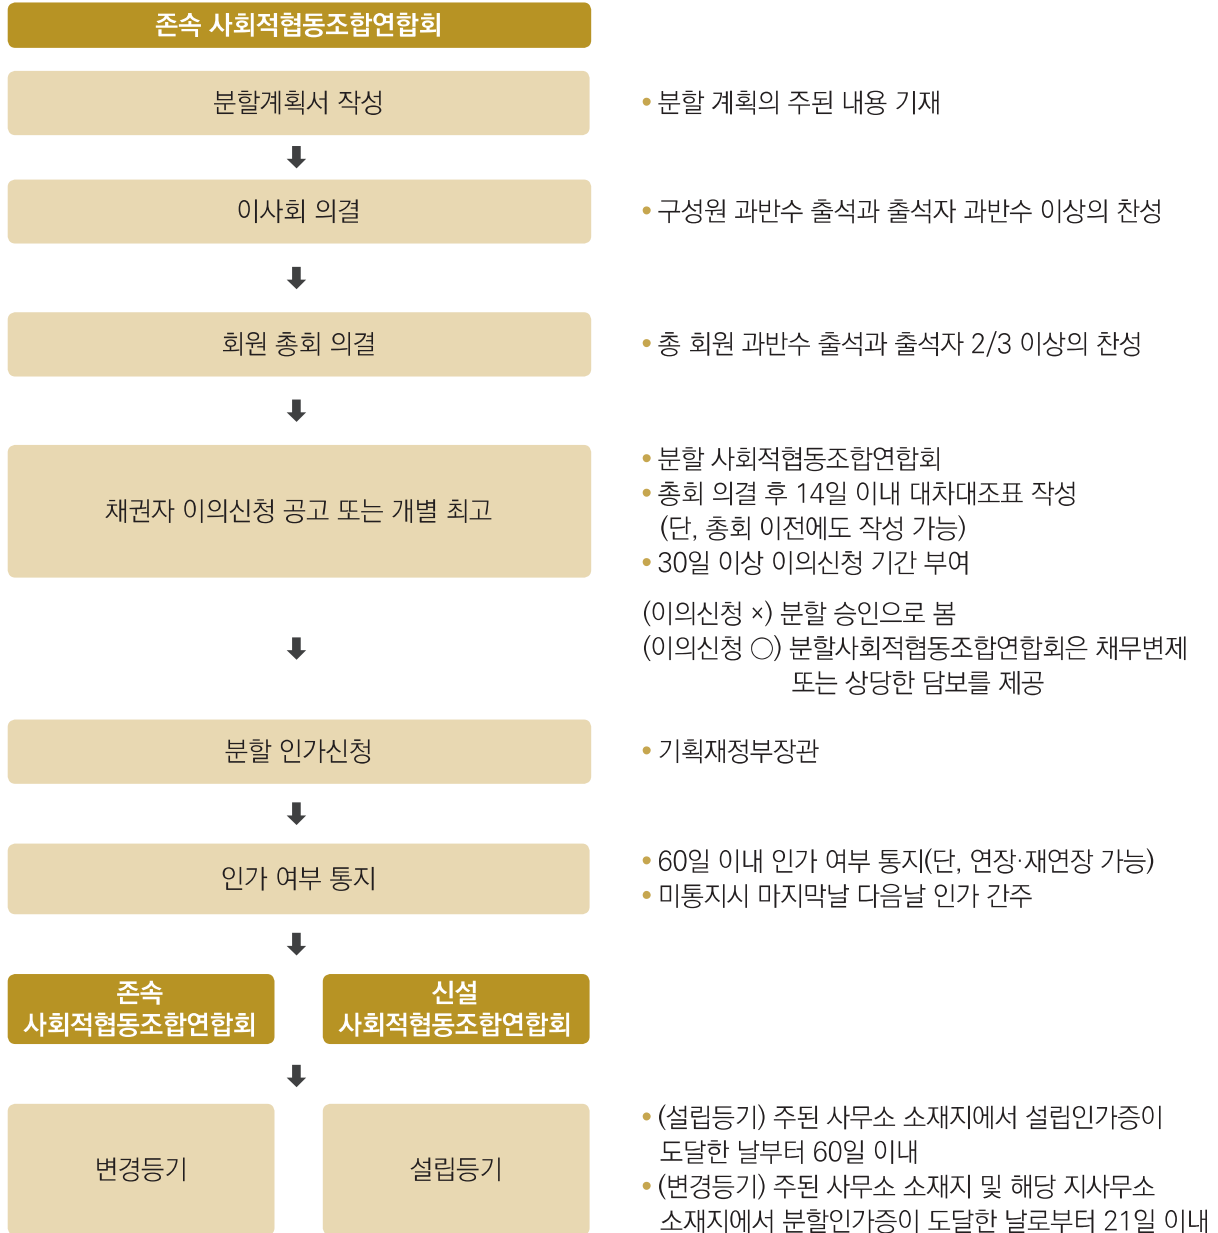 존속 사회적협동조합연합회
분할계획서 작성
• 분할 계획의 주된 내용 기재
이사회 의결
• 구성원 과반수 출석과 출석자 과반수 이상의 찬성
회원 총회 의결
• 총 회원 과반수 출석과 출석자 2/3 이상의 찬성
채권자 이의신청 공고 또는 개별 최고
• 분할 사회적협동조합연합회
• 총회 의결 후 14일 이내 대차대조표 작성
(단, 총회 이전에도 작성 가능)
• 30일 이상 이의신청 기간 부여
(이의신청 ×) 분할 승인으로 봄
(이의신청 ○) 분할사회적협동조합연합회은 채무변제
또는 상당한 담보를 제공
분할 인가신청
• 기획재정부장관
인가 여부 통지
• 60일 이내 인가 여부 통지(단, 연장·재연장 가능)
• 미통지시 마지막날 다음날 인가 간주
존속
사회적협동조합연합회
신설
사회적협동조합연합회
변경등기
설립등기
• (설립등기) 주된 사무소 소재지에서 설립인가증이
도달한 날부터 60일 이내
• (변경등기) 주된 사무소 소재지 및 해당 지사무소
소재지에서 분할인가증이 도달한 날로부터 21일 이내